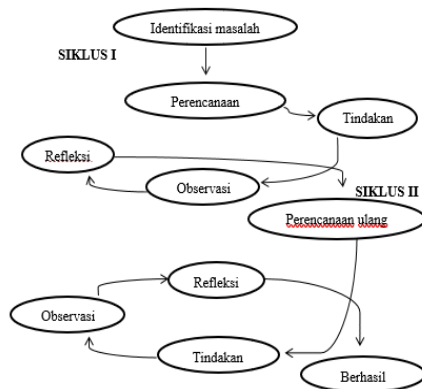 Identifikasi masalah
SIKLUS I
Perencanaan
Tindakan
Observasi
Refleksi
SIKLUS II
Perencanaan ulang
Tindakan
Observasi
Refleksi
Berhasil